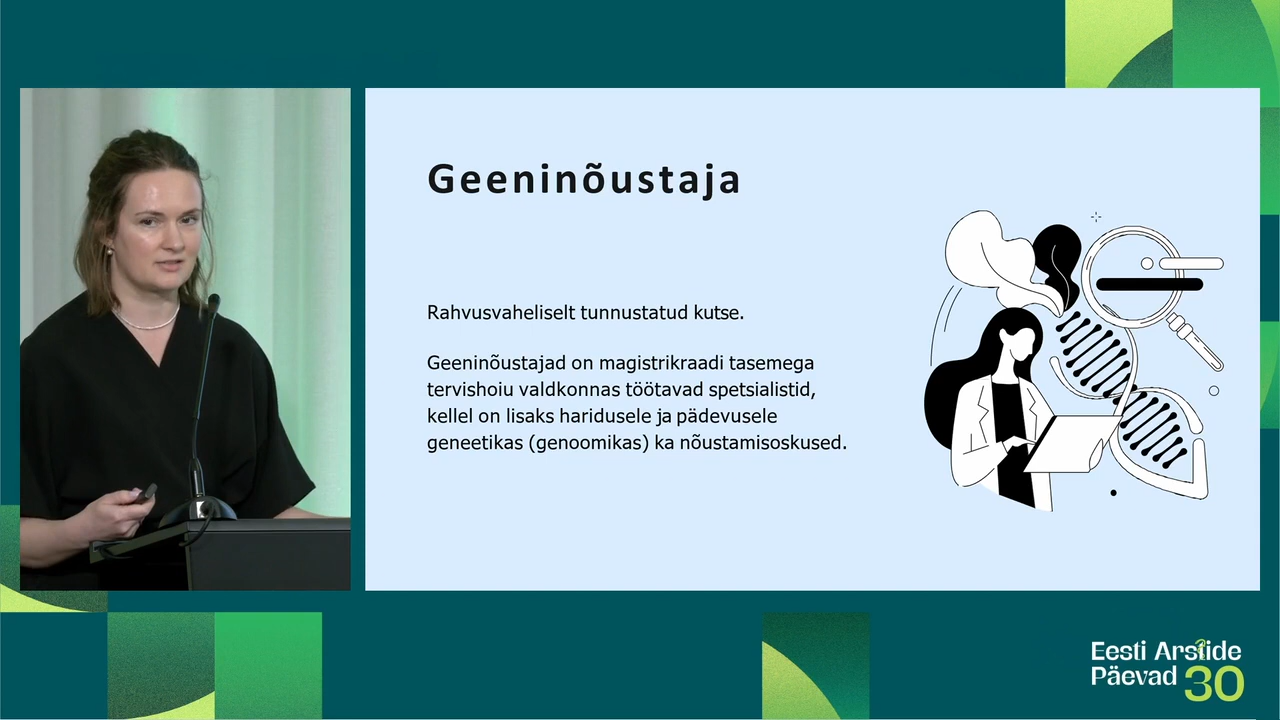 Geeninõustaja
Rahvusvaheliselt tunnustatud kutse.
Geeninõustajad on magistrikraadi tasemega
tervishoiu valdkonnas töötavad spetsialistid,
kellel on lisaks haridusele ja pädevusele
geneetikas (genoomikas) ka nõustamisoskused.
Eesti Arstide
Päevad 30